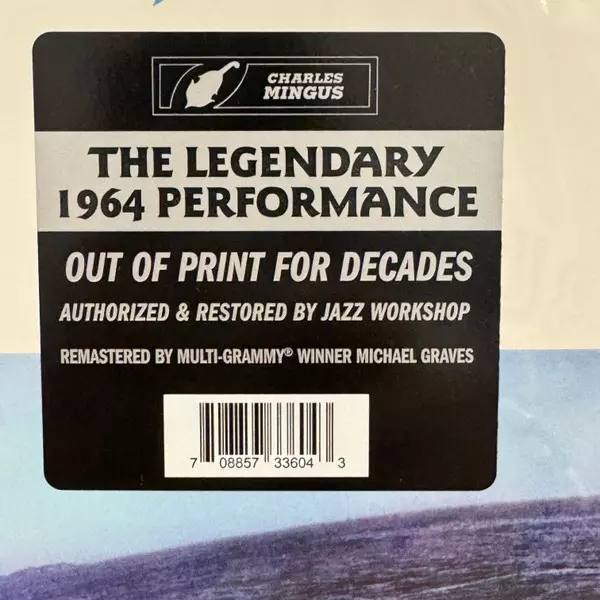 CHARLES
MINGUS
THE LEGENDARY
1964 PERFORMANCE
OUT OF PRINT FOR DECADES
AUTHORIZED & RESTORED BY JAZZ WORKSHOP
REMASTERED BY MULTI-GRAMMY® WINNER MICHAEL GRAVES
7 08857 33604 3